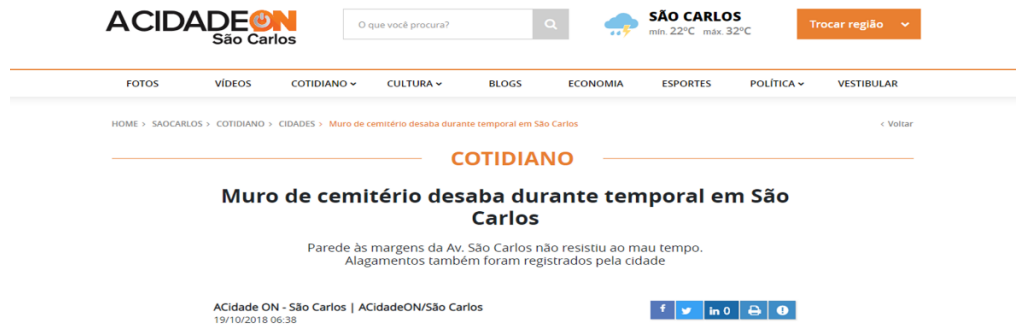 ACIDADEON
São Carlos
O que você procura?
SÃO CARLOS
mín. 22ºC máx. 32ºC
Trocar região
FOTOS VÍDEOS COTIDIANO CULTURA BLOGS ECONOMIA ESPORTES POLÍTICA VESTIBULAR
HOME > SAOCARLOS > COTIDIANO > CIDADES > Muro de cemitério desaba durante temporal em São Carlos
‹ Voltar
COTIDIANO
Muro de cemitério desaba durante temporal em São
Carlos
Parede às margens da Av. São Carlos não resistiu ao mau tempo.
Alagamentos também foram registrados pela cidade
ACidade ON - São Carlos | ACidadeON/São Carlos
19/10/2018 06:38
f in 0